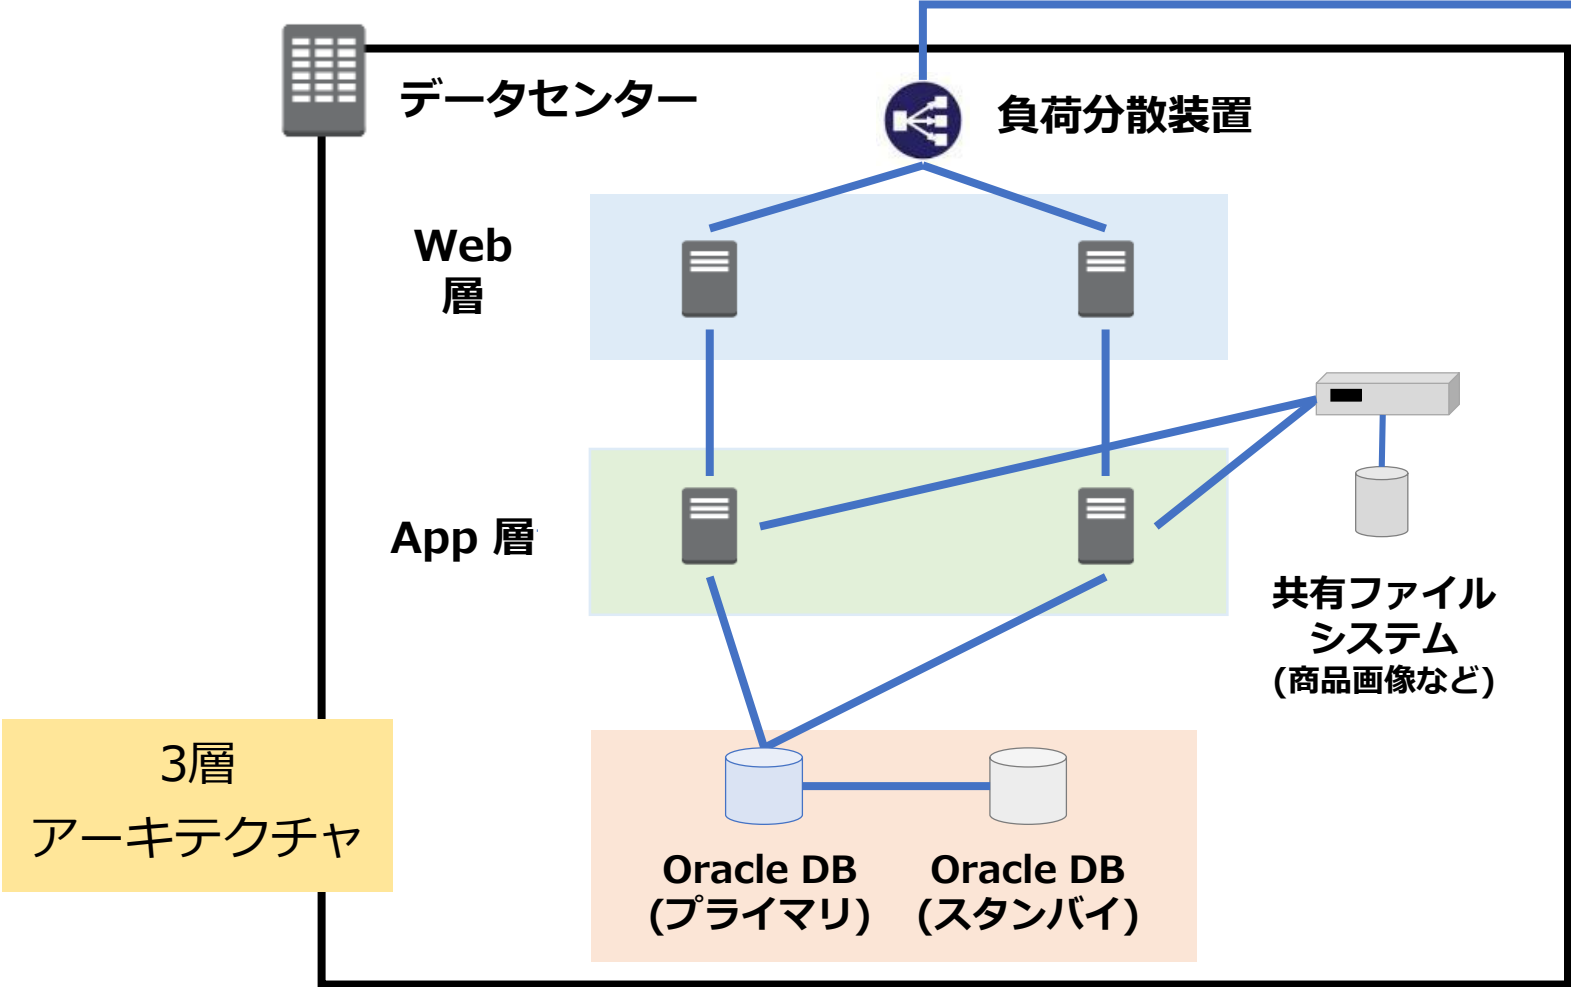 データセンター
負荷分散装置
Web
層
App 層
共有ファイル
システム
(商品画像など)
3層
アーキテクチャ
Oracle DB
(プライマリ)
Oracle DB
(スタンバイ)